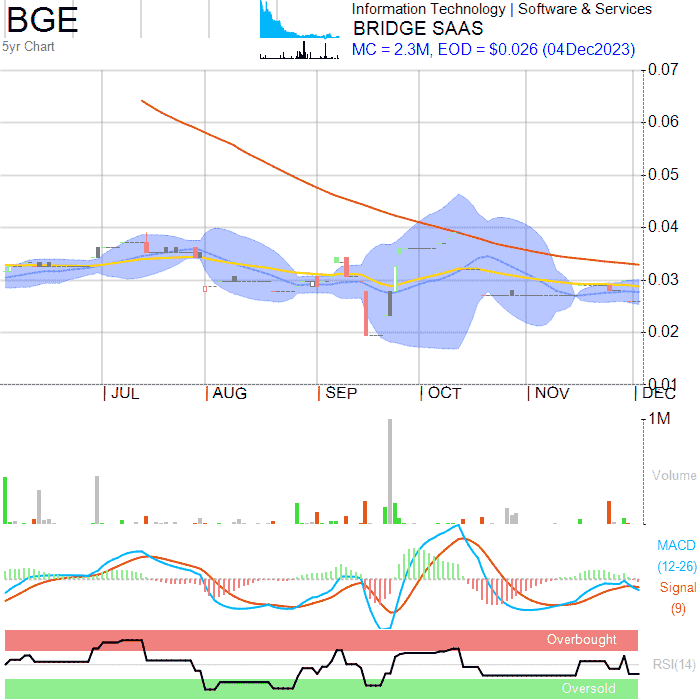 BGE
5yr Chart
Information Technology | Software & Services
BRIDGE SAAS
MC = 2.3M, EOD = $0.026 (04Dec2023)
0.07
0.06
0.05
0.04
0.03
0.02
0.01
JUL AUG SEP OCT NOV DEC
1M
Volume
MACD
(12-26)
Signal
(9)
Overbought
RSI(14)
Oversold